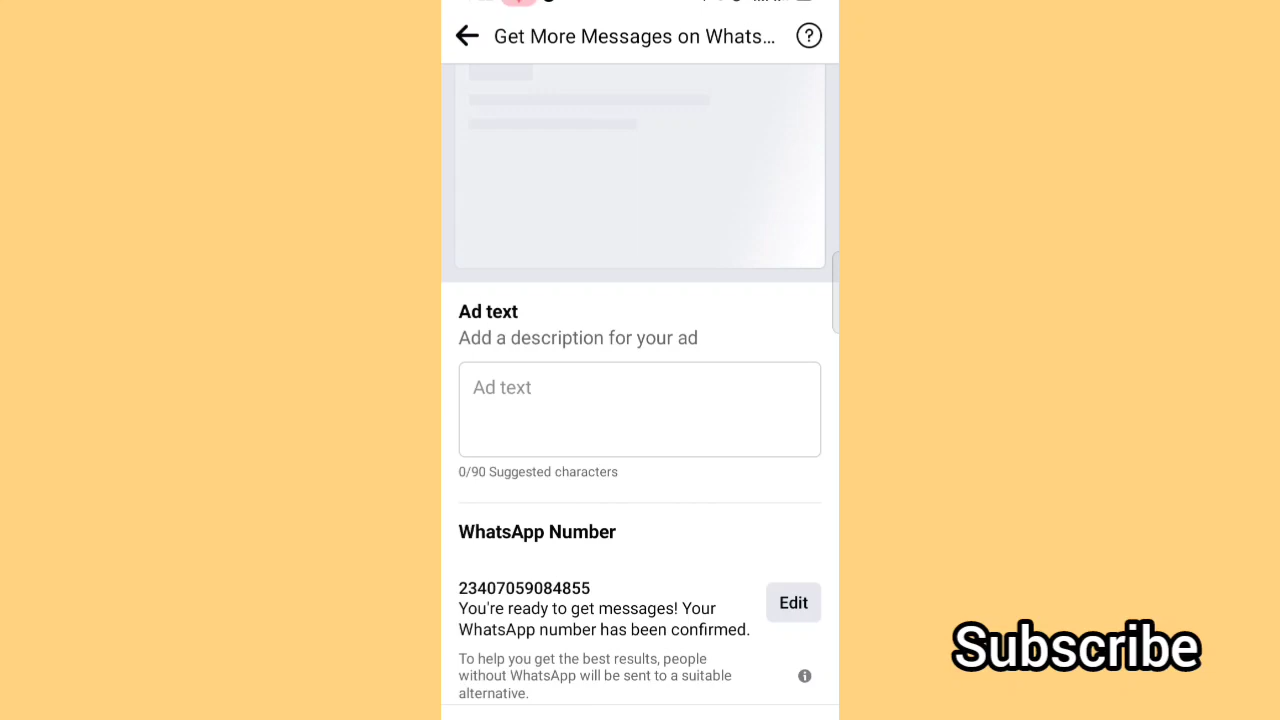 Get More Messages on Whats...
Ad text
Add a description for your ad
Ad text
0/90 Suggested characters
WhatsApp Number
23407059084855
You're ready to get messages! Your
WhatsApp number has been confirmed.
Edit
To help you get the best results, people
without WhatsApp will be sent to a suitable
alternative.
Subscribe